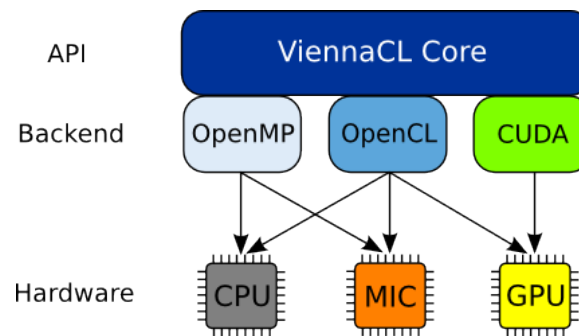 API ViennaCL Core
Backend OpenMP OpenCL CUDA
Hardware CPU MIC GPU